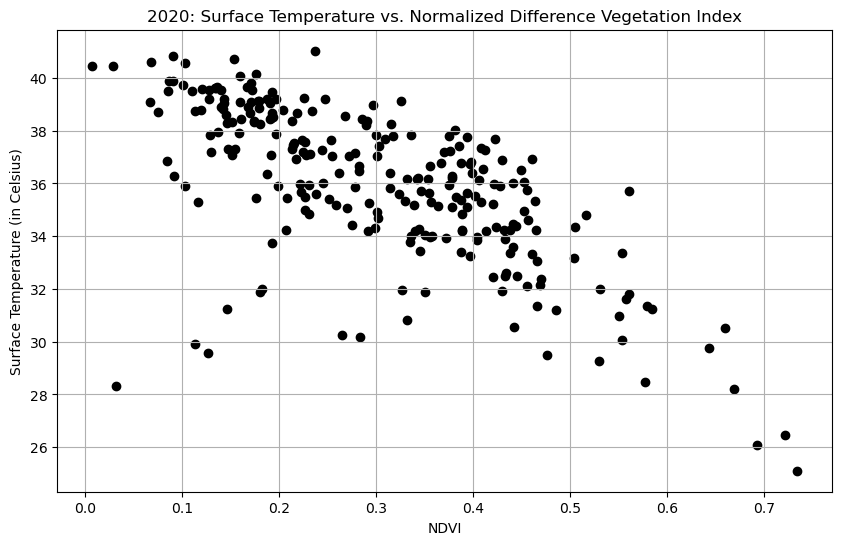 2020: Surface Temperature vs. Normalized Difference Vegetation Index
Surface Temperature (in Celsius)
40
38
36
34
32
30
28
26
0.0 0.1 0.2 0.3 0.4 0.5 0.6 0.7
NDVI